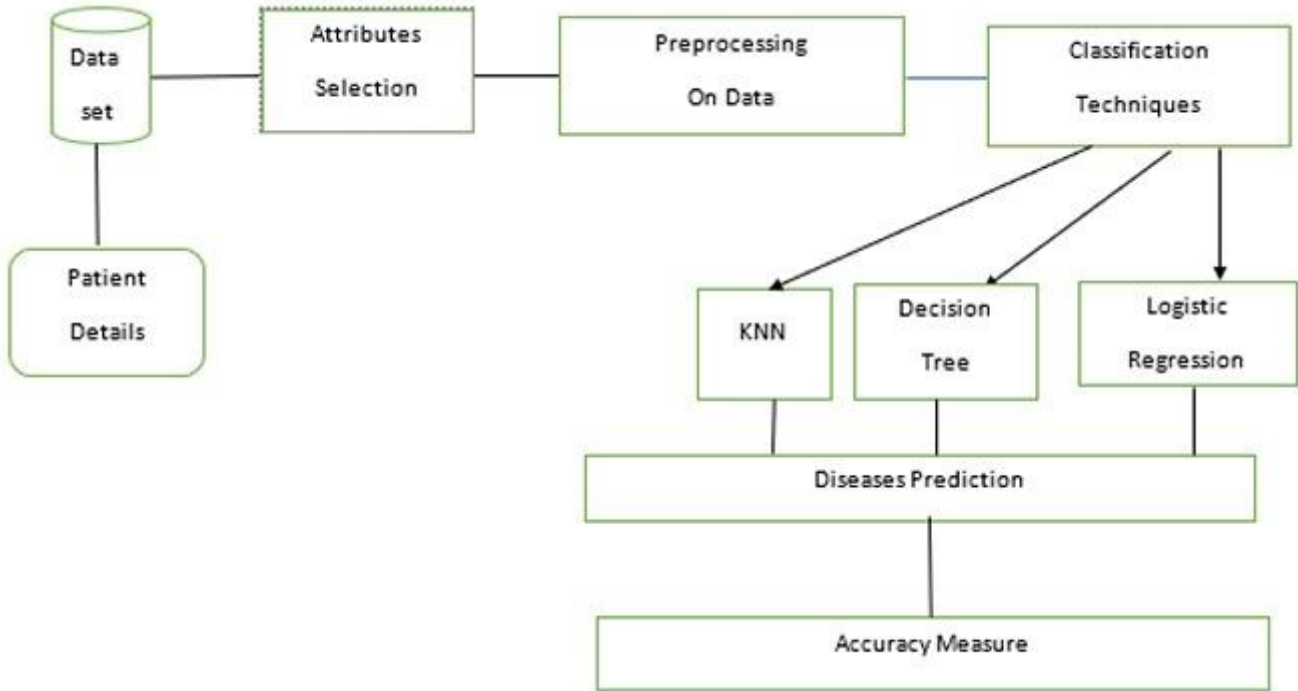 Data
set
Attributes
Selection
Preprocessing
On Data
Classification
Techniques
Patient
Details
KNN
Decision
Tree
Logistic
Regression
Diseases Prediction
Accuracy Measure